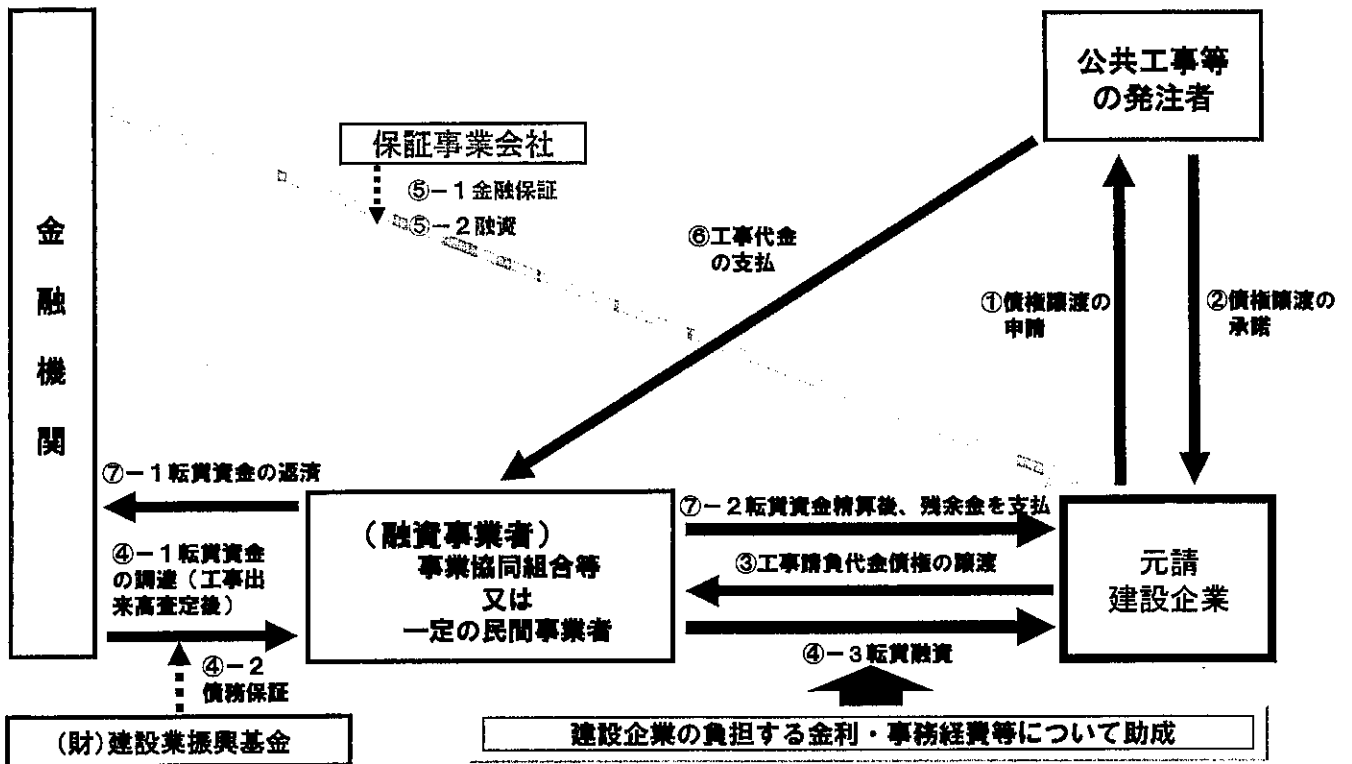 公共工事等
の発注者
保証事業会社
⑤－１金融保証
⑤－２融資
金融機関
⑥工事代金
の支払
①債権譲渡の
申請
②債権譲渡の
承諾
⑦－１転貸資金の返済
④－１転貸資金
の調達（工事出
来高査定後）
④－２
債務保証
（融資事業者）
事業協同組合等
又は
一定の民間事業者
⑦－２転貸資金精算後、残余金を支払
③工事請負代金債権の譲渡
④－３転貸融資
元請
建設企業
(財)建設業振興基金
建設企業の負担する金利・事務経費等について助成